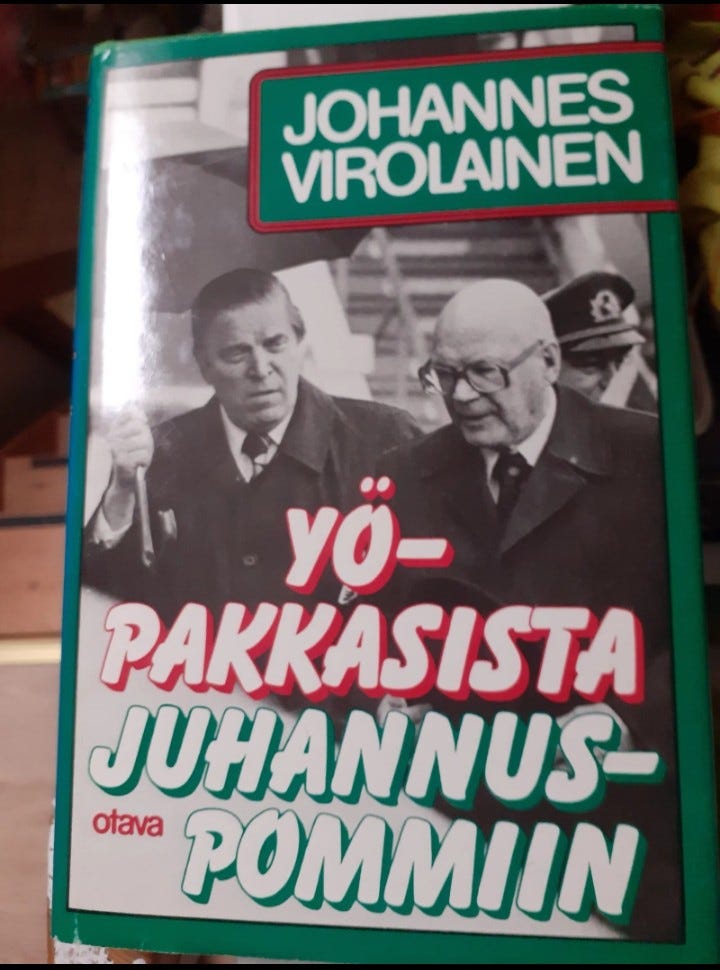 JOHANNES
VIROLAINEN
YÖ-
PAKKASISTA
JUHANNUS-
otava
POMMIIN